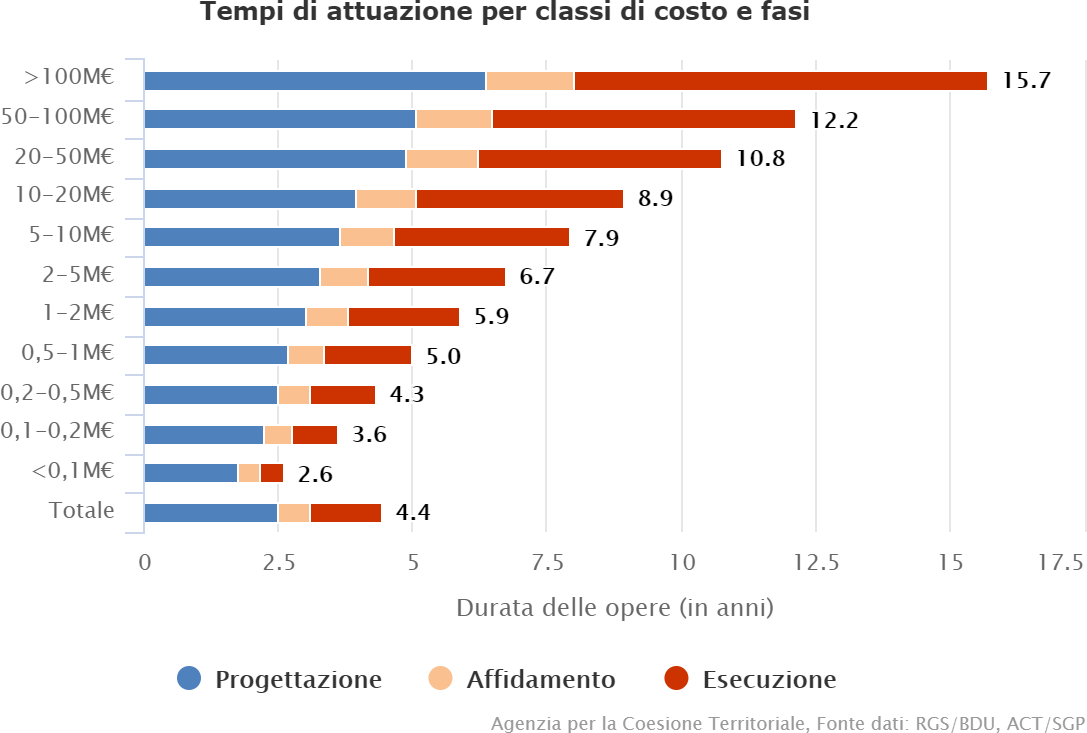 Tempi di attuazione per classi di costo e fasi
>100M€ 15.7
50–100M€ 12.2
20–50M€ 10.8
10–20M€ 8.9
5–10M€ 7.9
2–5M€ 6.7
1–2M€ 5.9
0,5–1M€ 5.0
0,2–0,5M€ 4.3
0,1–0,2M€ 3.6
<0,1M€ 2.6
Totale 4.4
0 2.5 5 7.5 10 12.5 15 17.5
Durata delle opere (in anni)
Progettazione Affidamento Esecuzione
Agenzia per la Coesione Territoriale, Fonte dati: RGS/BDU, ACT/SGP